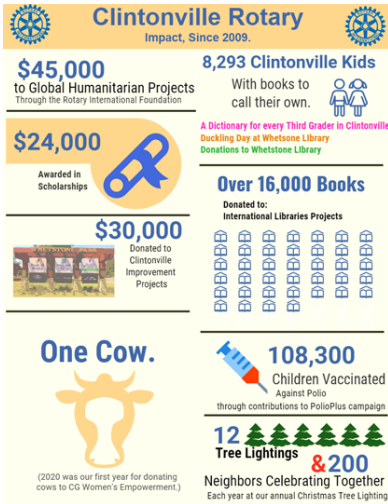 Clintonville Rotary
Impact, Since 2009.
$45,000
to Global Humanitarian Projects
Through the Rotary International Foundation
$24,000
Awarded in
Scholarships
$30,000
Donated to
Clintonville
Improvement
Projects
One Cow.
(2020 was our first year for donating
cows to CG Women's Empowerment.)
8,293 Clintonville Kids
With books to
call their own.
A Dictionary for every Third Grader in Clintonville
Duckling Day at Whetsone LIbrary
Donations to Whetstone LIbrary
Over 16,000 Books
Donated to:
International Libraries Projects
108,300
Children Vaccinated
Against Polio
through contributions to PolioPlus campaign
12
Tree Lightings
&200
Neighbors Celebrating Together
Each year at our annual Christmas Tree Lighting